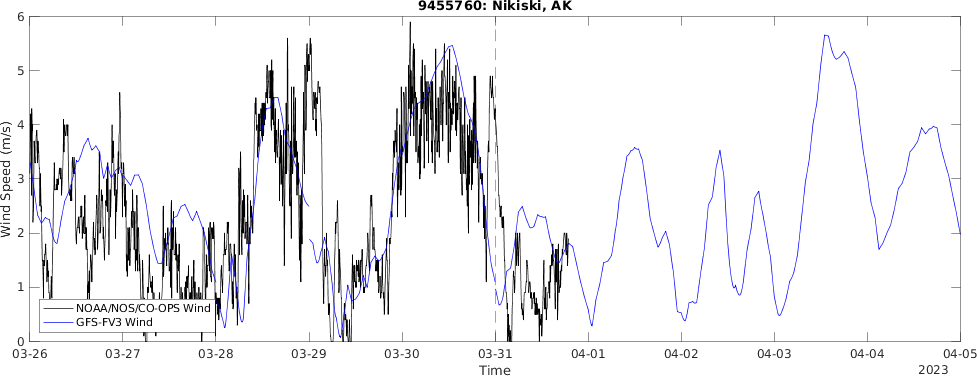 9455760: Nikiski, AK
Wind Speed (m/s)
6
5
4
3
2
1
0
NOAA/NOS/CO-OPS Wind
GFS-FV3 Wind
03-26 03-27 03-28 03-29 03-30 03-31 04-01 04-02 04-03 04-04 04-05
Time
2023